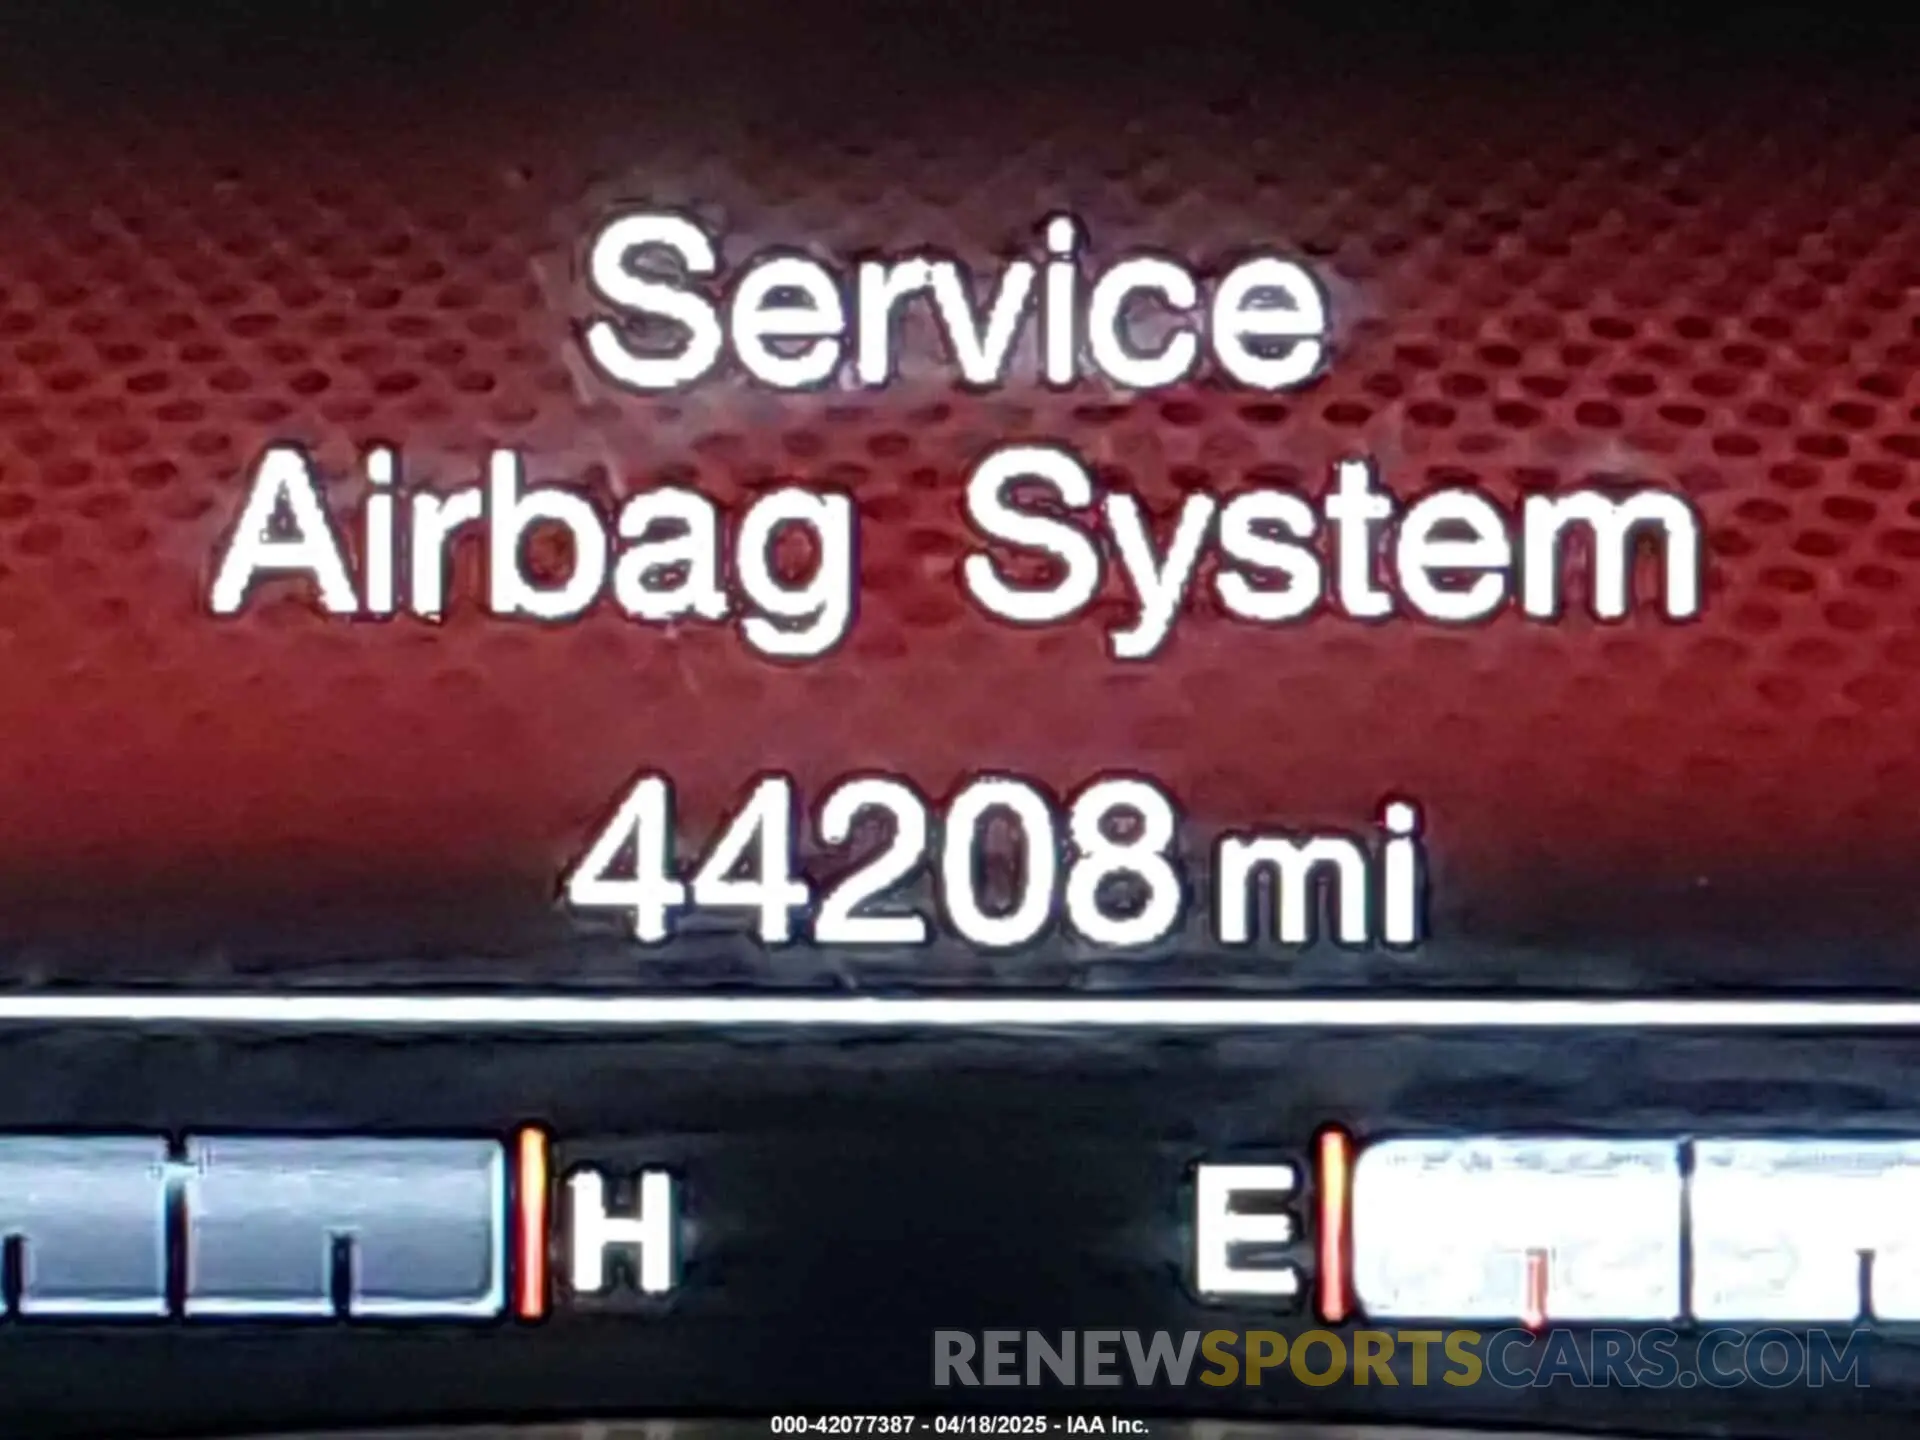 Service
Airbag System
44208 mi
H
E
RENEWSPORTSCARS.COM
000-42077387 - 04/18/2025 - IAA Inc.